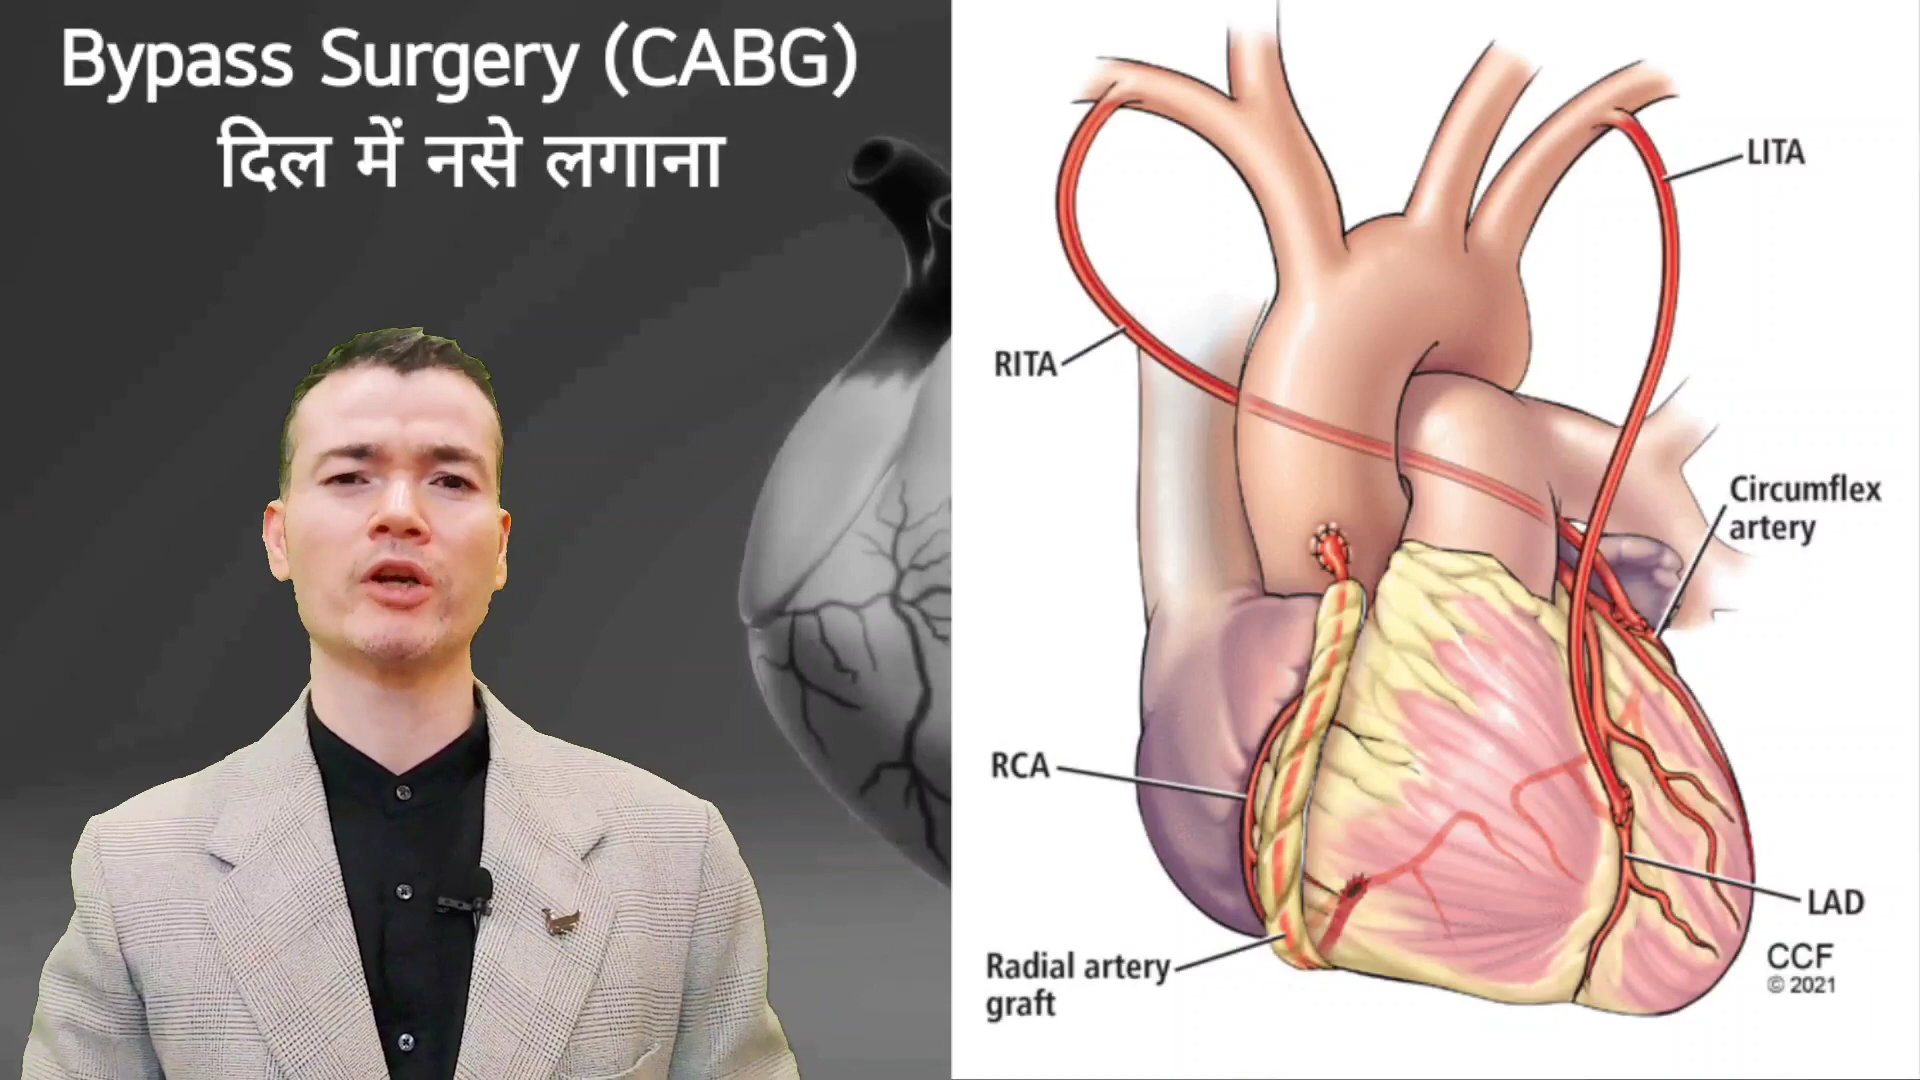 Bypass Surgery (CABG)
दिल में नसे लगाना
LITA
RITA
Circumflex
artery
RCA
LAD
Radial artery
graft
CCF
© 2021